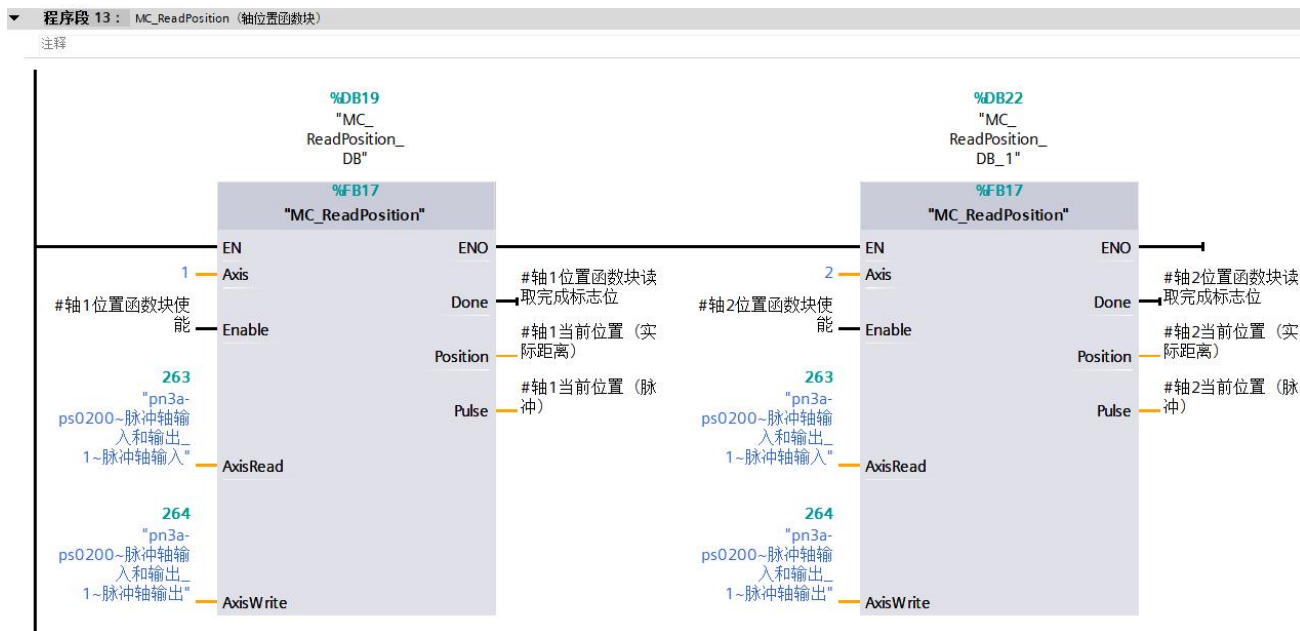 程序段 13： MC_ReadPosition（轴位置函数块）
注释
%DB19
"MC_
ReadPosition_
DB"
%FB17
"MC_ReadPosition"
EN
ENO
1
Axis
#轴1位置函数块使
能
Enable
Done
#轴1位置函数块读
取完成标志位
Position
#轴1当前位置（实
际距离）
Pulse
#轴1当前位置（脉
冲）
263
"pn3a-
ps0200~脉冲轴输
入和输出_
1~脉冲轴输入"
AxisRead
264
"pn3a-
ps0200~脉冲轴输
入和输出_
1~脉冲轴输出"
AxisWrite
%DB22
"MC_
ReadPosition_
DB_1"
%FB17
"MC_ReadPosition"
EN
ENO
2
Axis
#轴2位置函数块使
能
Enable
Done
#轴2位置函数块读
取完成标志位
Position
#轴2当前位置（实
际距离）
Pulse
#轴2当前位置（脉
冲）
263
"pn3a-
ps0200~脉冲轴输
入和输出_
1~脉冲轴输入"
AxisRead
264
"pn3a-
ps0200~脉冲轴输
入和输出_
1~脉冲轴输出"
AxisWrite